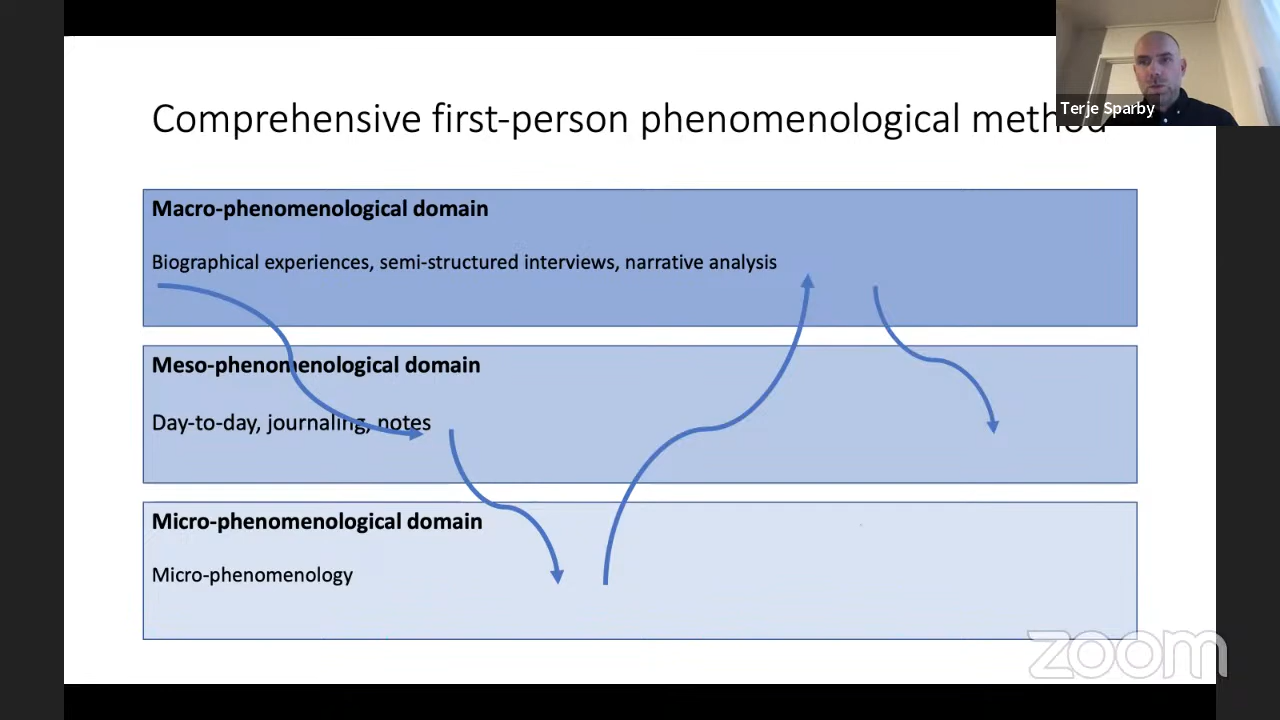 Comprehensive first-person phenomenological method
Terje Sparby
Macro-phenomenological domain
Biographical experiences, semi-structured interviews, narrative analysis
Meso-phenomenological domain
Day-to-day, journaling, notes
Micro-phenomenological domain
Micro-phenomenology
zoom